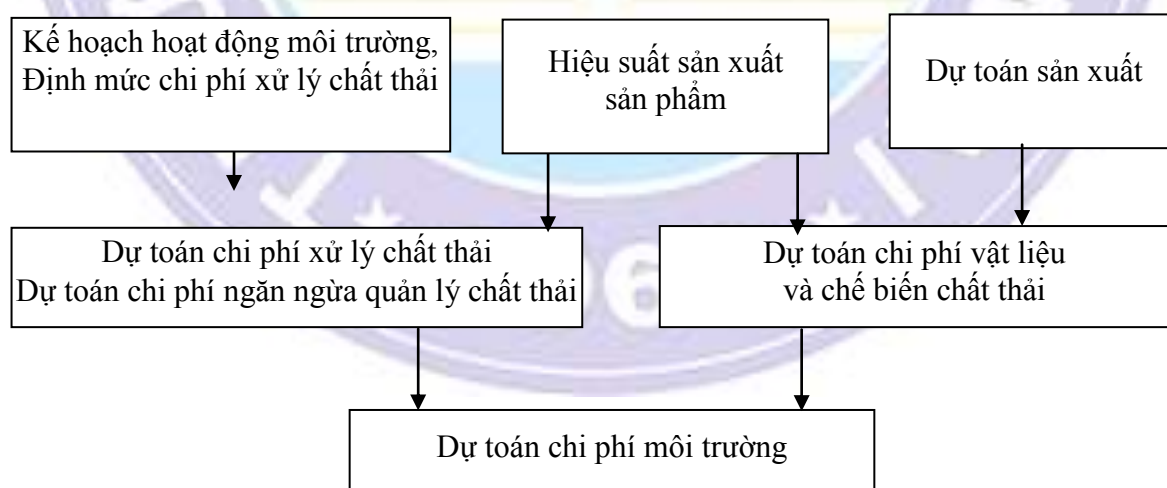 Kế hoạch hoạt động môi trường,
Định mức chi phí xử lý chất thải
Hiệu suất sản xuất
sản phẩm
Dự toán sản xuất
Dự toán chi phí xử lý chất thải
Dự toán chi phí ngăn ngừa quản lý chất thải
Dự toán chi phí vật liệu
và chế biến chất thải
Dự toán chi phí môi trường